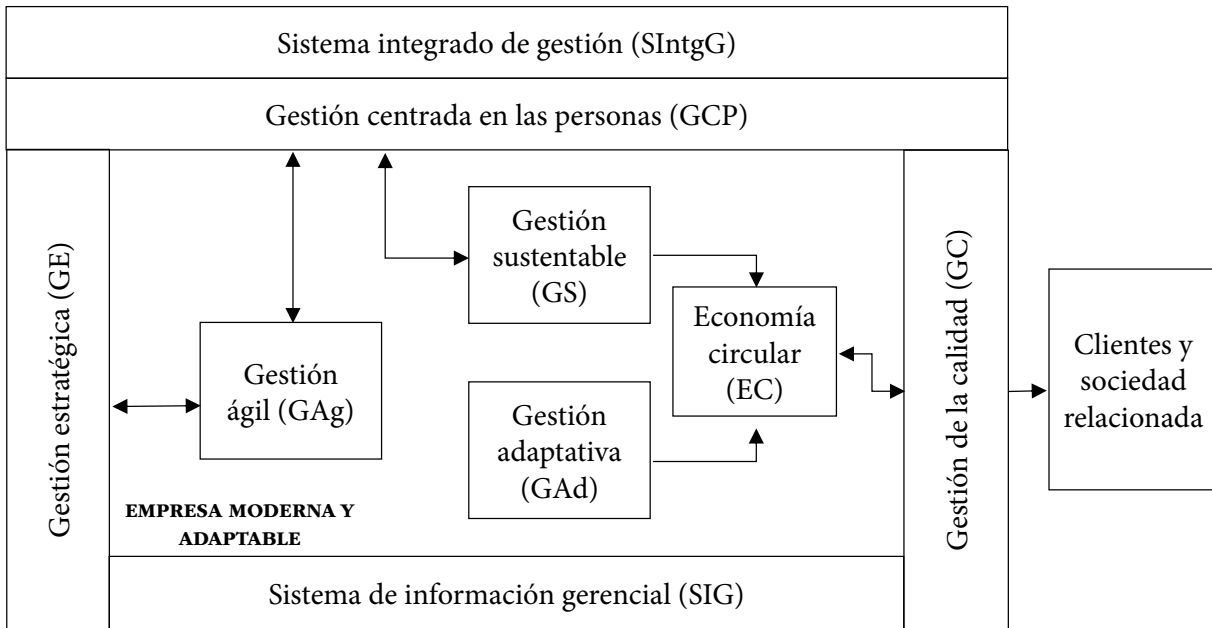 Sistema integrado de gestión (SIntgG)
Gestión centrada en las personas (GCP)
Gestión estratégica (GE)
Gestión
ágil (GAg)
Gestión
sustentable
(GS)
Gestión
adaptativa
(GAd)
Economía
circular
(EC)
Gestión de la calidad (GC)
Clientes y
sociedad
relacionada
EMPRESA MODERNA Y
ADAPTABLE
Sistema de información gerencial (SIG)